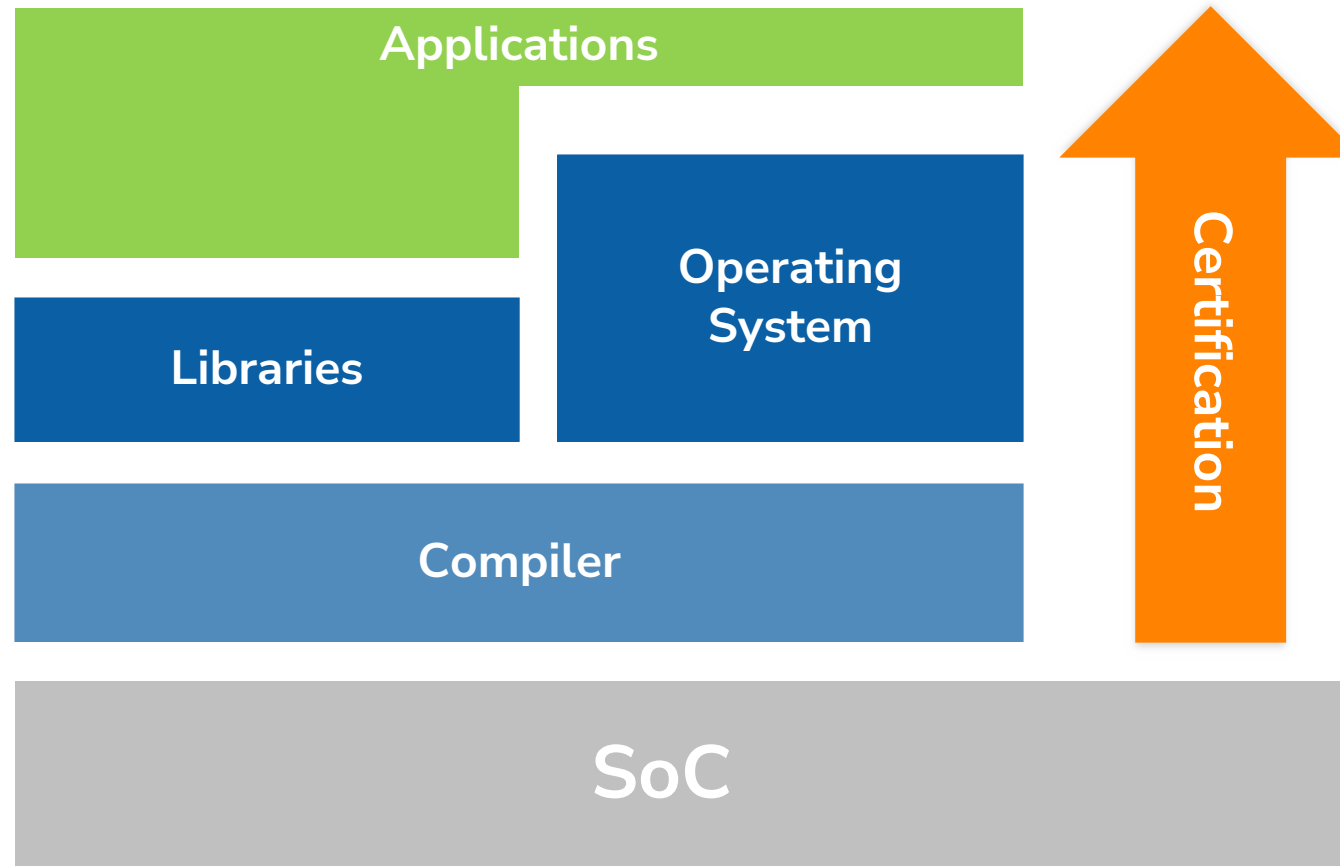 Applications
Operating
System
Certification
Libraries
Compiler
SoC